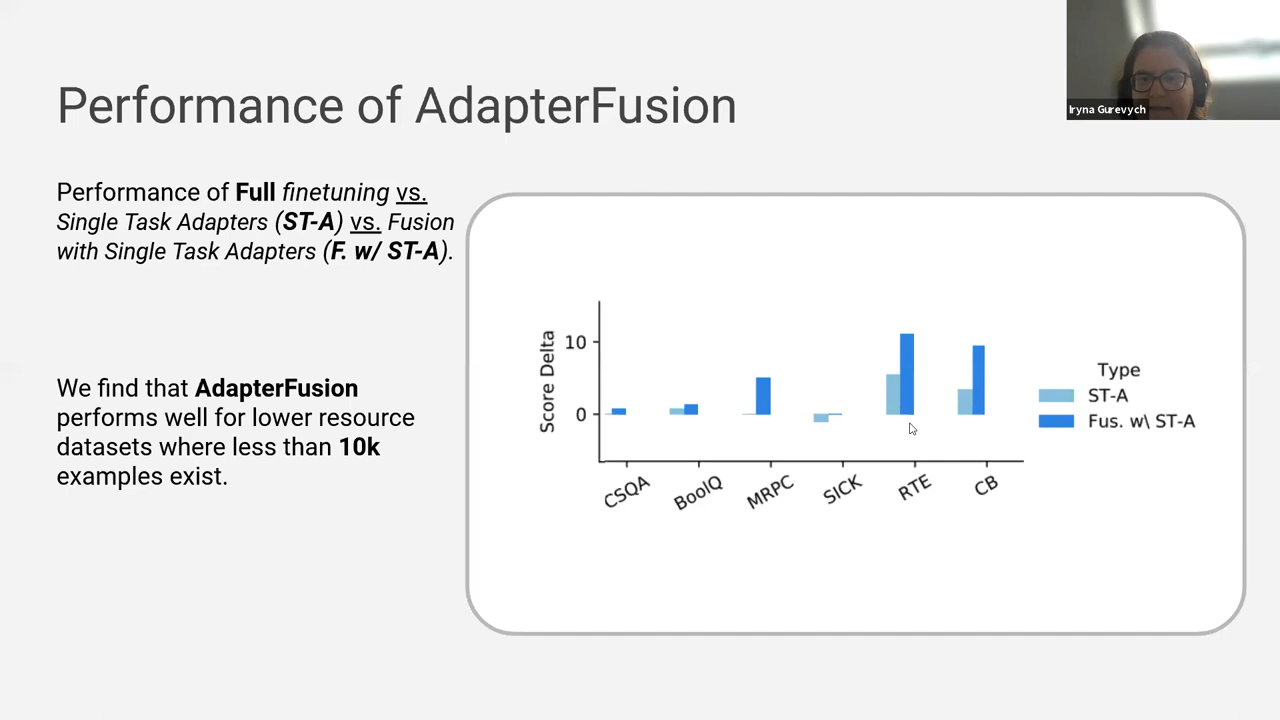 Performance of AdapterFusion
Iryna Gurevych
Performance of Full finetuning vs.
Single Task Adapters (ST-A) vs. Fusion
with Single Task Adapters (F. w/ ST-A).
We find that AdapterFusion
performs well for lower resource
datasets where less than 10k
examples exist.
Score Delta
10
0
CSQA
BoolQ
MRPC
SICK
RTE
CB
Type
ST-A
Fus. w\ ST-A